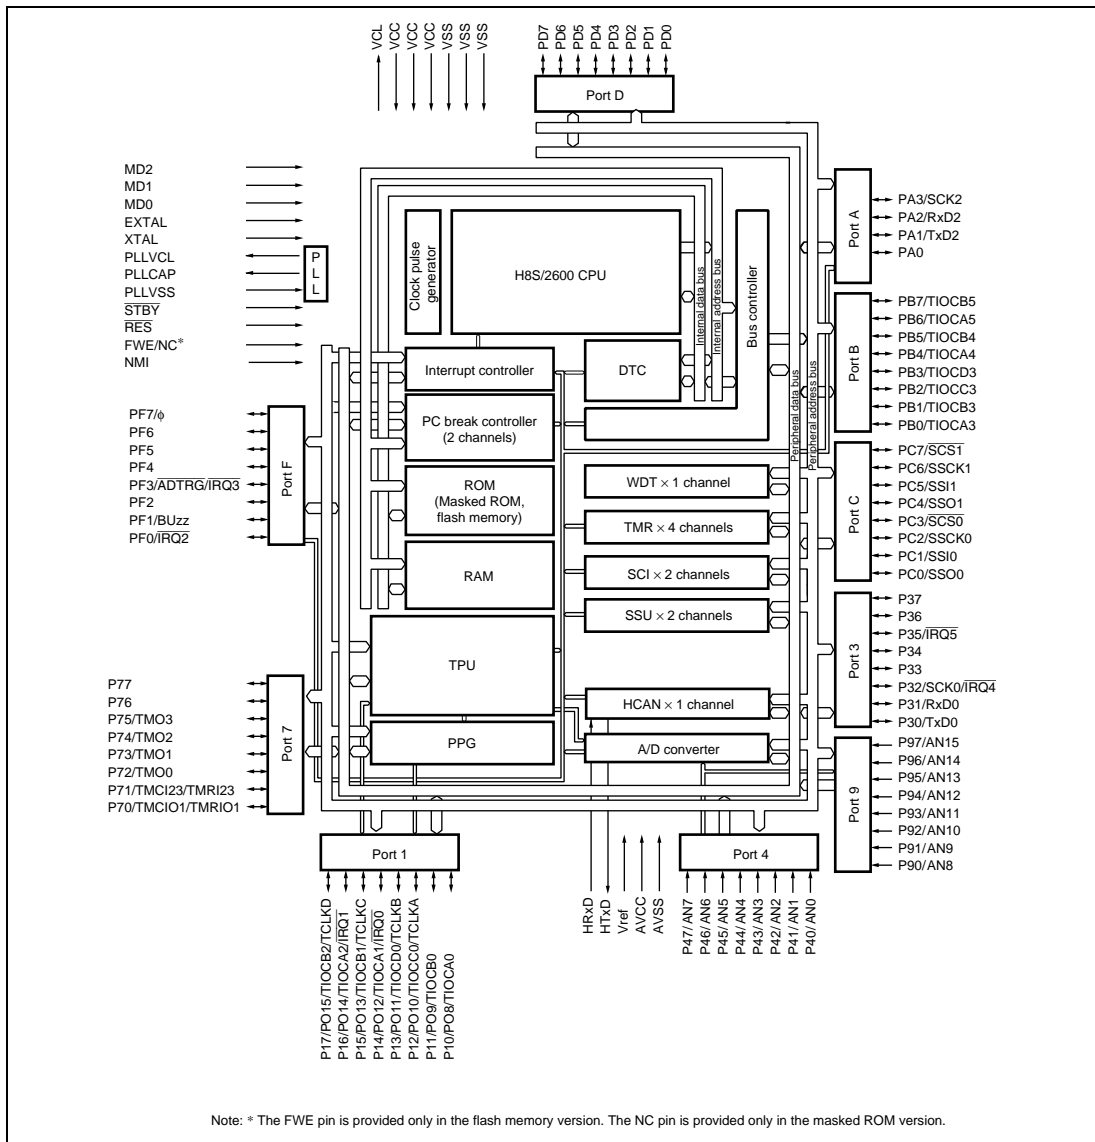 VCL
VCC
VCC
VCC
VSS
VSS
VSS
PD7
PD6
PD5
PD4
PD3
PD2
PD1
PD0
Port D
MD2
MD1
MD0
EXTAL
XTAL
PLLVCL
PLLCAP
PLLVSS
STBY
RES
FWE/NC*
NMI
PLL
Clock pulse
generator
H8S/2600 CPU
Internal data bus
Internal address bus
Bus controller
Peripheral data bus
Peripheral address bus
Interrupt controller
DTC
PC break controller
(2 channels)
ROM
(Masked ROM,
flash memory)
RAM
TPU
PPG
WDT × 1 channel
TMR × 4 channels
SCI × 2 channels
SSU × 2 channels
HCAN × 1 channel
A/D converter
Port A
PA3/SCK2
PA2/RxD2
PA1/TxD2
PA0
Port B
PB7/TIOCB5
PB6/TIOCA5
PB5/TIOCB4
PB4/TIOCA4
PB3/TIOCD3
PB2/TIOCC3
PB1/TIOCB3
PB0/TIOCA3
Port C
PC7/SCS1
PC6/SSCK1
PC5/SSI1
PC4/SSO1
PC3/SCS0
PC2/SSCK0
PC1/SSI0
PC0/SSO0
Port 3
P37
P36
P35/IRQ5
P34
P33
P32/SCK0/IRQ4
P31/RxD0
P30/TxD0
Port 9
P97/AN15
P96/AN14
P95/AN13
P94/AN12
P93/AN11
P92/AN10
P91/AN9
P90/AN8
PF7/ϕ
PF6
PF5
PF4
PF3/ADTRG/IRQ3
PF2
PF1/BUzz
PF0/IRQ2
Port F
P77
P76
P75/TMO3
P74/TMO2
P73/TMO1
P72/TMO0
P71/TMCI23/TMRI23
P70/TMCIO1/TMRIO1
Port 7
Port 1
P17/PO15/TIOCB2/TCLKD
P16/PO14/TIOCA2/IRQ1
P15/PO13/TIOCB1/TCLKC
P14/PO12/TIOCA1/IRQ0
P13/PO11/TIOCD0/TCLKB
P12/PO10/TIOCC0/TCLKA
P11/PO9/TIOCB0
P10/PO8/TIOCA0
HRxD
HTxD
Vref
AVCC
AVSS
Port 4
P47/AN7
P46/AN6
P45/AN5
P44/AN4
P43/AN3
P42/AN2
P41/AN1
P40/AN0
Note: * The FWE pin is provided only in the flash memory version. The NC pin is provided only in the masked ROM version.